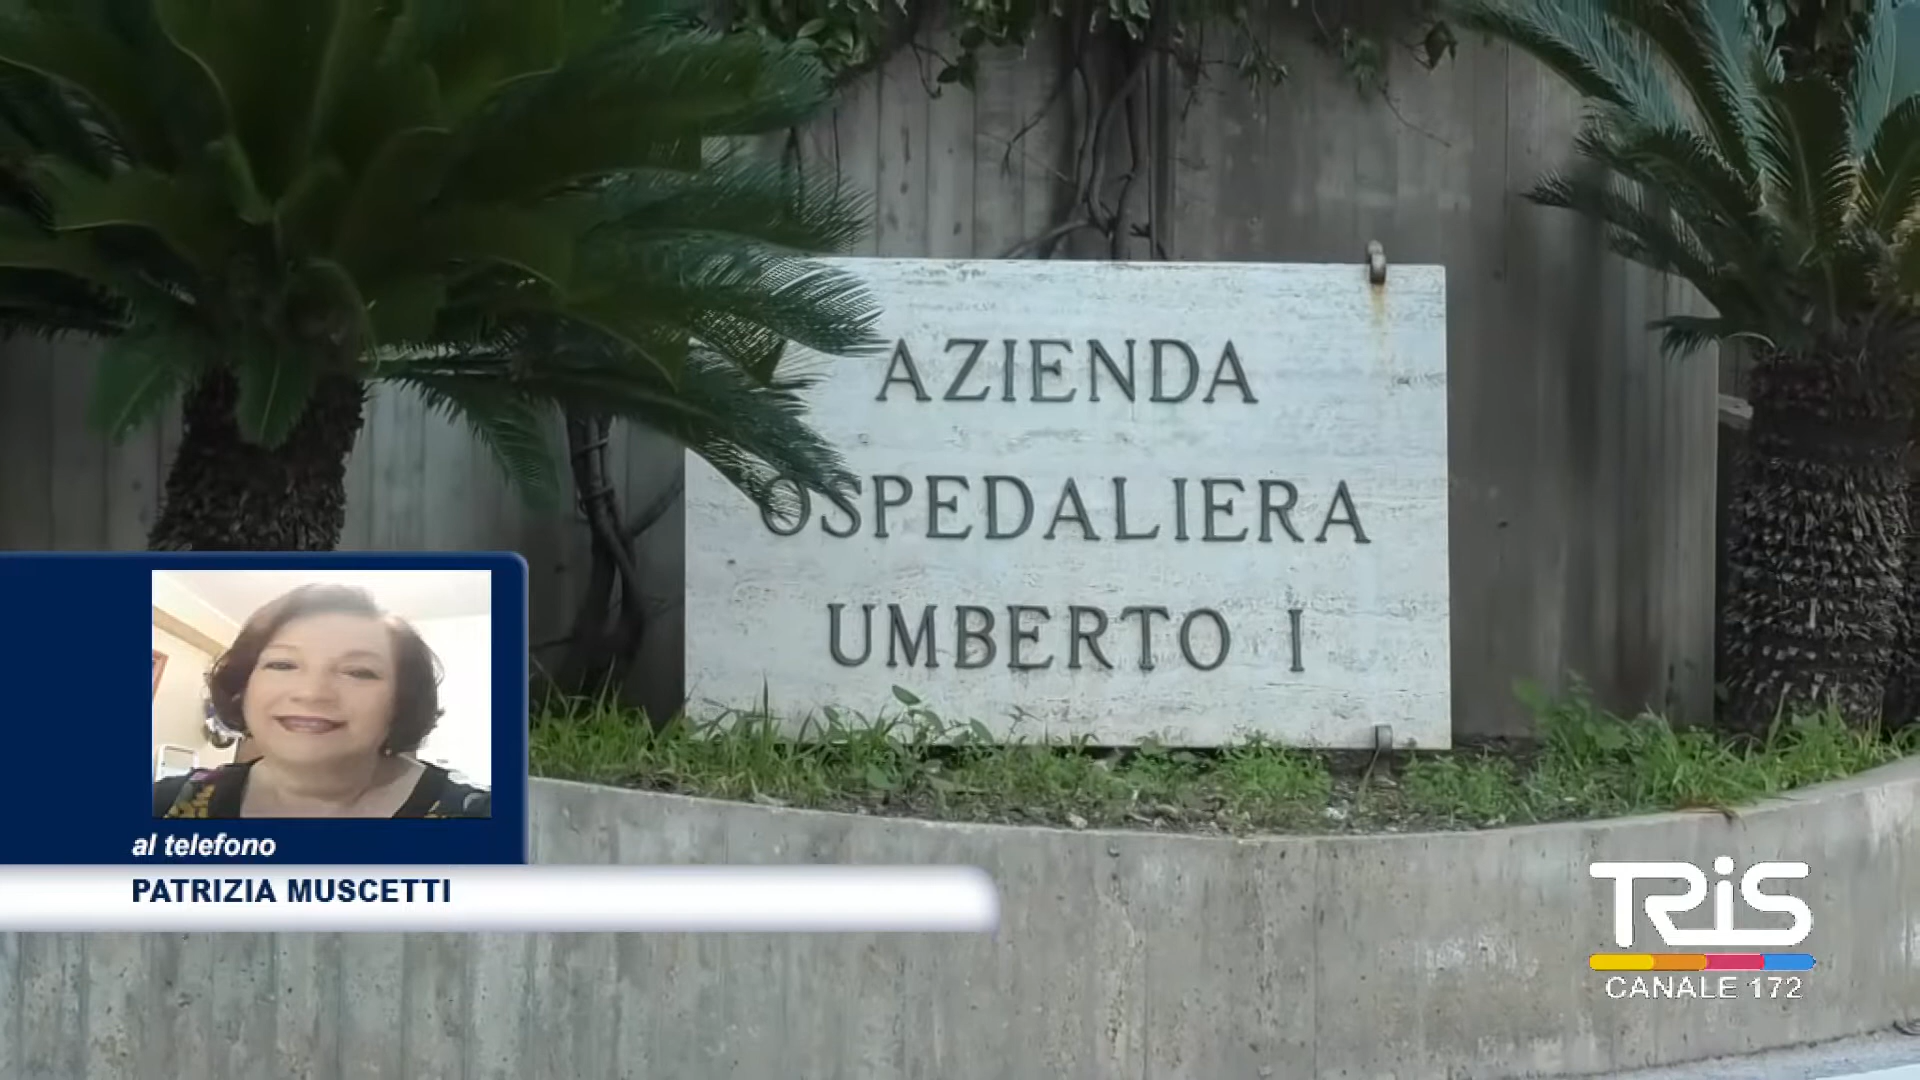 AZIENDA
OSPEDALIERA
UMBERTO I
al telefono
PATRIZIA MUSCETTI
TRiS
CANALE 172